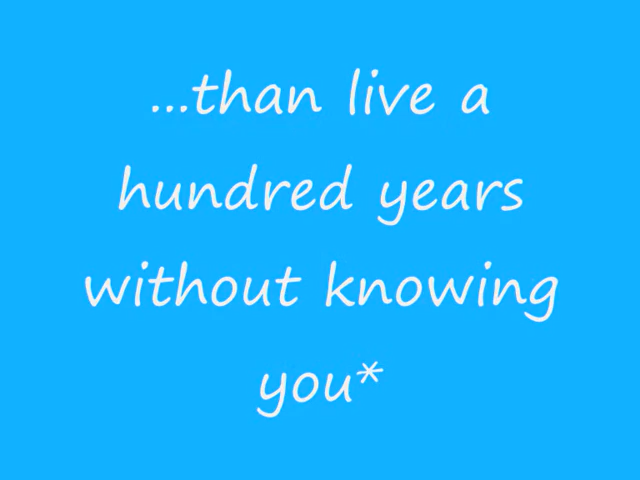 ...than live a
hundred years
without knowing
you*